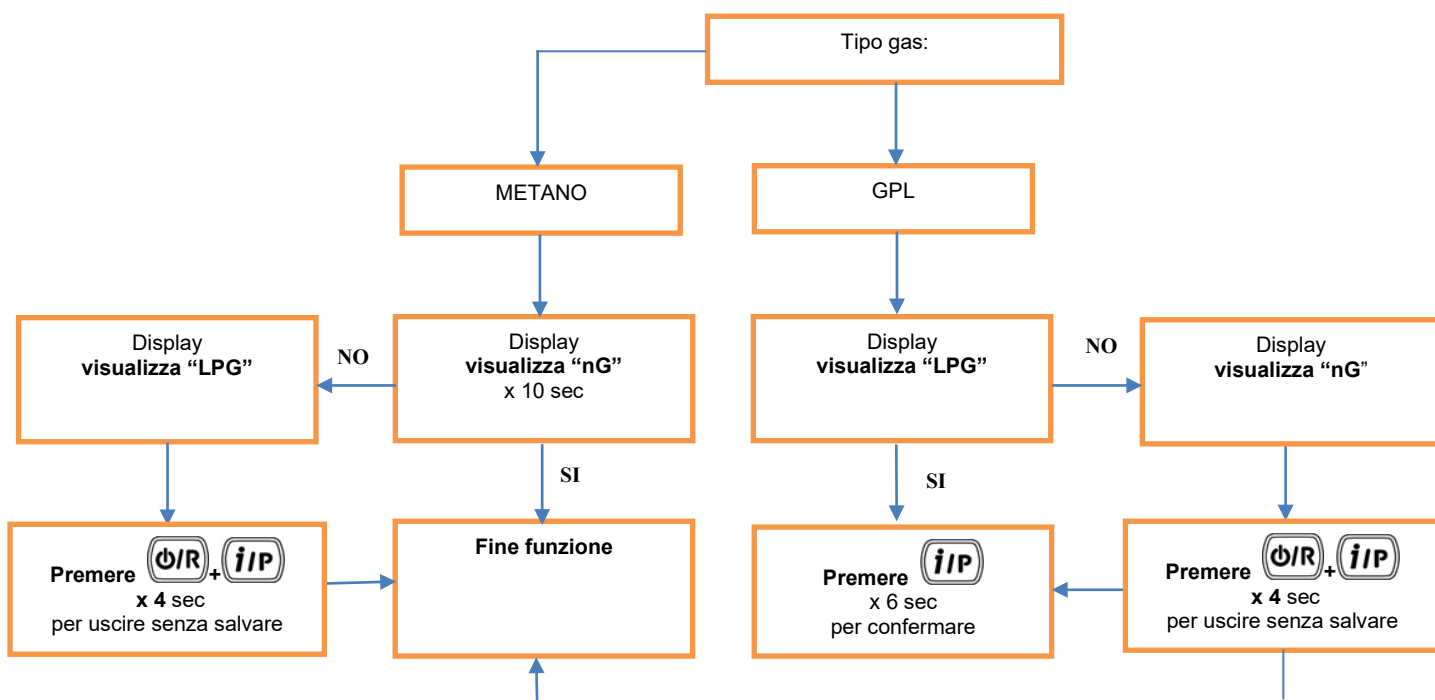 Tipo gas:
METANO
GPL
Display
visualizza “LPG”
NO
Display
visualizza “nG”
x 10 sec
Display
visualizza “LPG”
NO
Display
visualizza “nG”
SI
SI
Premere ⏻/R + i/P
x 4 sec
per uscire senza salvare
Fine funzione
Premere i/P
x 6 sec
per confermare
Premere ⏻/R + i/P
x 4 sec
per uscire senza salvare